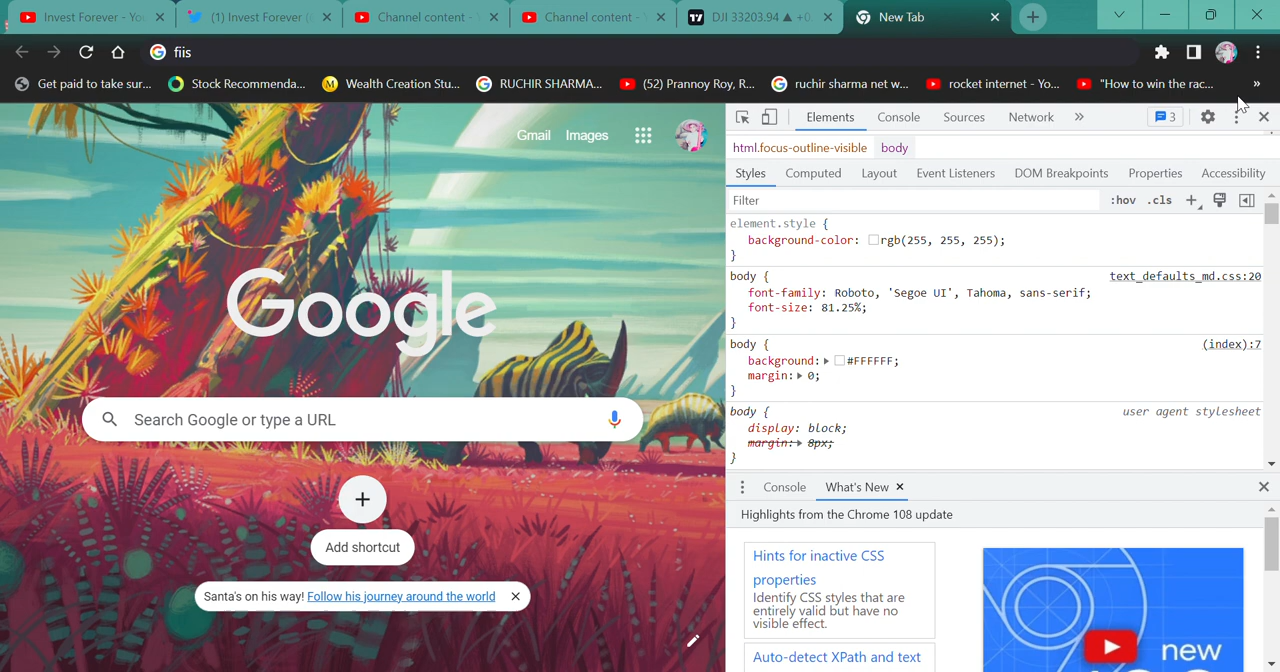 Invest Forever - Yo
(1) Invest Forever (
Channel content -
Channel content -
DJI 33203.94 ▲ +0.
New Tab
fiis
Get paid to take sur...
Stock Recommenda...
Wealth Creation Stu...
RUCHIR SHARMA...
(52) Prannoy Roy, R...
ruchir sharma net w...
rocket internet - Yo...
"How to win the rac...
»
Gmail
Images
Google
Search Google or type a URL
Add shortcut
Santa's on his way! Follow his journey around the world
Elements
Console
Sources
Network
»
3
html.focus-outline-visible
body
Styles
Computed
Layout
Event Listeners
DOM Breakpoints
Properties
Accessibility
Filter
:hov
.cls
element.style {
background-color: rgb(255, 255, 255);
}
body {
text_defaults_md.css:20
font-family: Roboto, 'Segoe UI', Tahoma, sans-serif;
font-size: 81.25%;
}
body {
(index):7
background: #FFFFFF;
margin: 0;
}
body {
user agent stylesheet
display: block;
margin: 8px;
}
Console
What's New
Highlights from the Chrome 108 update
Hints for inactive CSS
properties
Identify CSS styles that are
entirely valid but have no
visible effect.
Auto-detect XPath and text
new